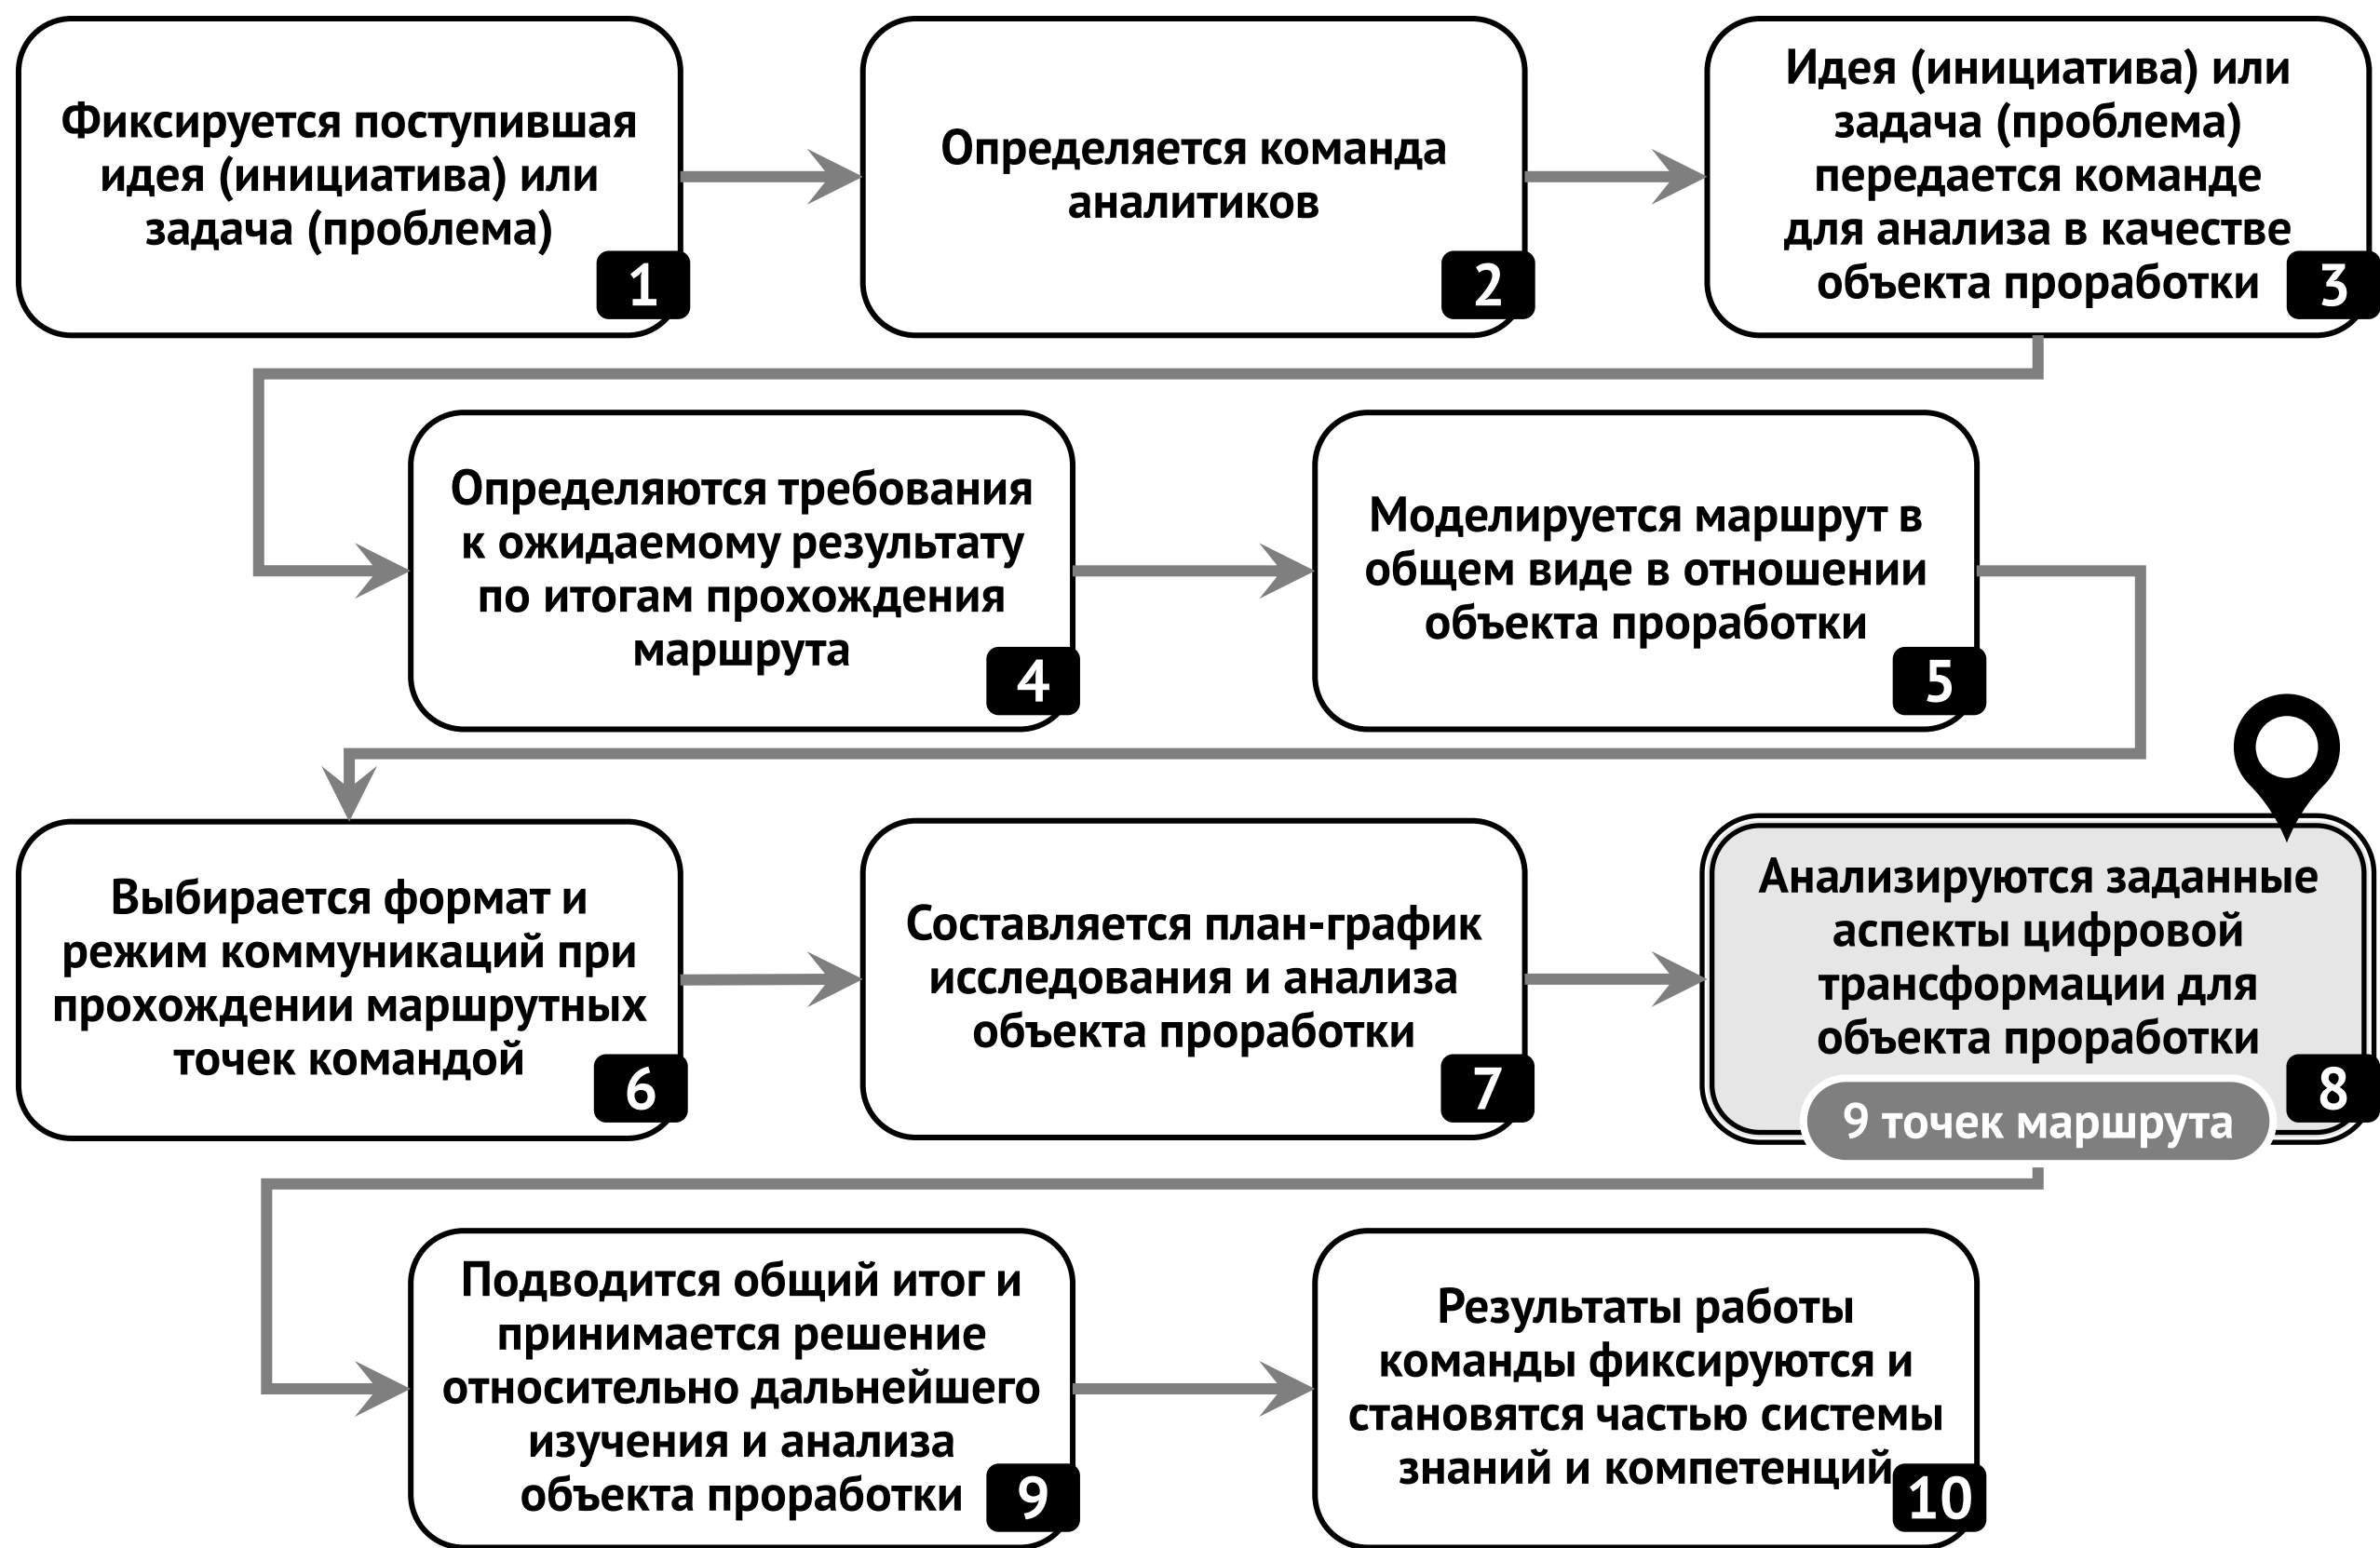 Фиксируется поступившая
идея (инициатива) или
задача (проблема)
1
Определяется команда
аналитиков
2
Идея (инициатива) или
задача (проблема)
передается команде
для анализа в качестве
объекта проработки
3
Определяются требования
к ожидаемому результату
по итогам прохождения
маршрута
4
Моделируется маршрут в
общем виде в отношении
объекта проработки
5
Выбирается формат и
режим коммуникаций при
прохождении маршрутных
точек командой
6
Составляется план-график
исследования и анализа
объекта проработки
7
Анализируются заданные
аспекты цифровой
трансформации для
объекта проработки
9 точек маршрута
8
Подводится общий итог и
принимается решение
относительно дальнейшего
изучения и анализа
объекта проработки
9
Результаты работы
команды фиксируются и
становятся частью системы
знаний и компетенций
10